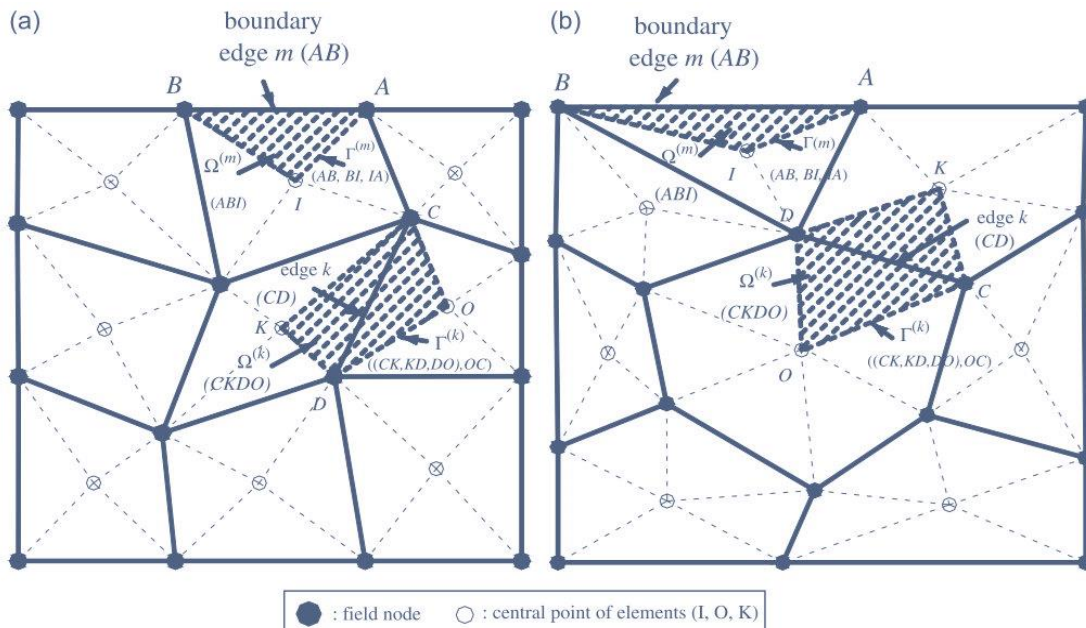 (a)
boundary
edge m (AB)
B
A
Ω(m)
Γ(m)
(AB, BI, IA)
I
(ABI)
C
edge k
(CD)
K
O
Ω(k)
Γ(k)
(CKDO)
((CK,KD,DO),OC)
D
(b)
boundary
edge m (AB)
B
A
Ω(m)
Γ(m)
I
(AB, BI, IA)
K
(ABI)
D
edge k
(CD)
Ω(k)
C
(CKDO)
Γ(k)
((CK,KD,DO),OC)
O
: field node
: central point of elements (I, O, K)